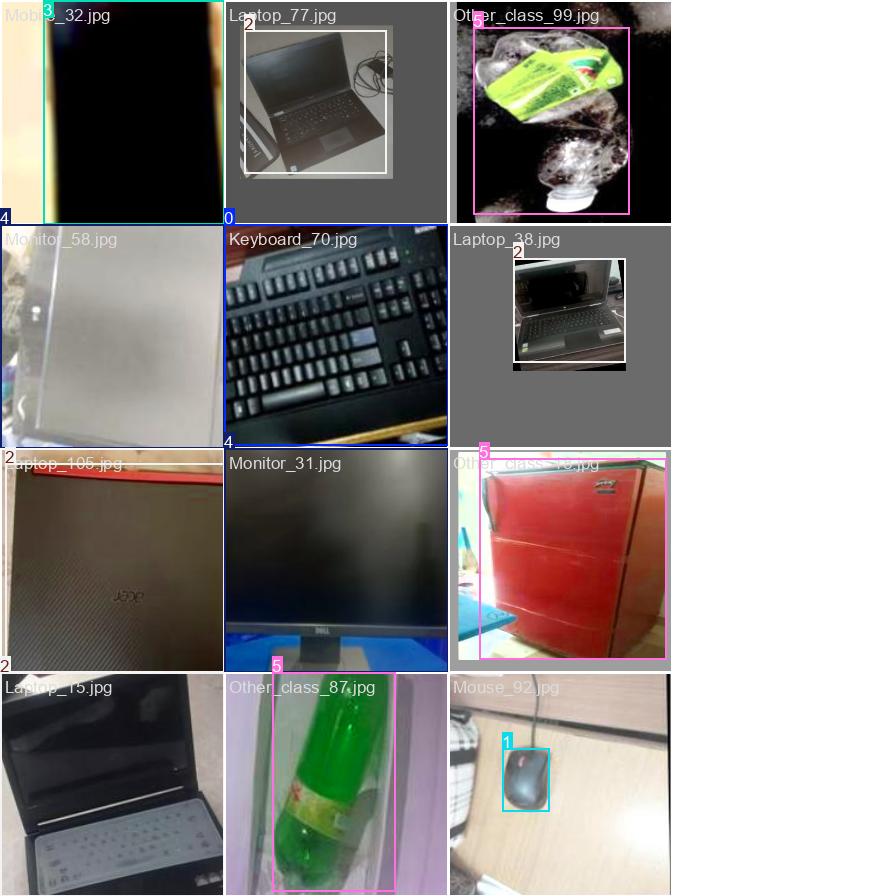 3
Mobile_32.jpg
2
Laptop_77.jpg
5
Other_class_99.jpg
4
Monitor_58.jpg
0
Keyboard_70.jpg
2
Laptop_38.jpg
2
Laptop_105.jpg
acer
4
Monitor_31.jpg
DELL
5
2
Laptop_15.jpg
5
Other_class_87.jpg
1
Mouse_92.jpg